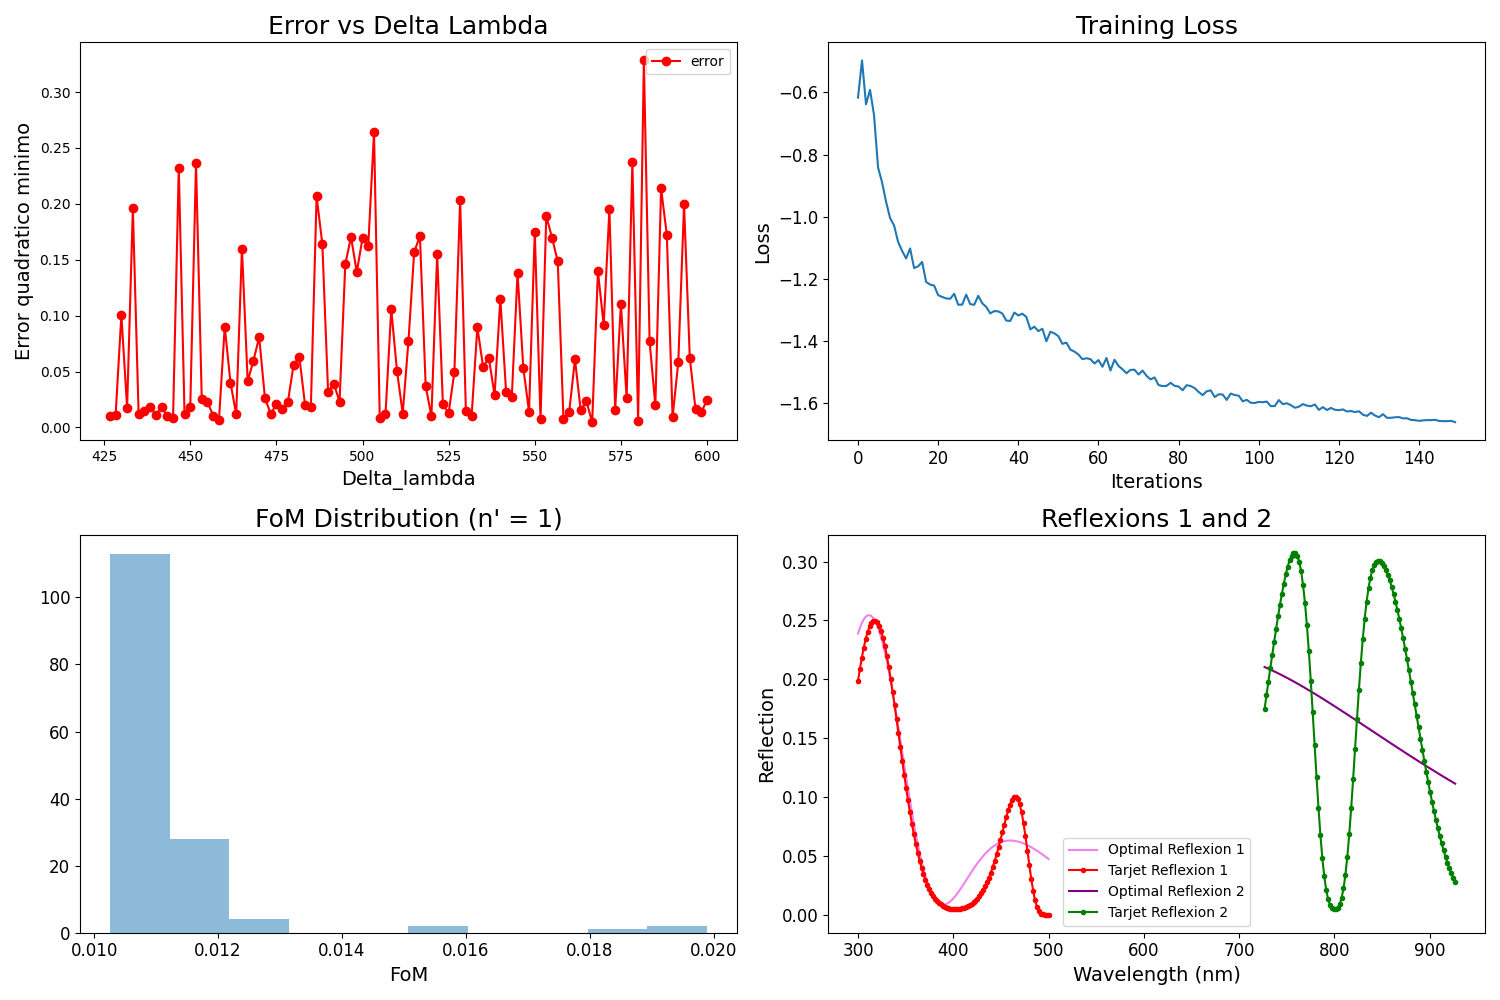 Error vs Delta Lambda
error
Error quadratico minimo
0.30
0.25
0.20
0.15
0.10
0.05
0.00
425 450 475 500 525 550 575 600
Delta_lambda
Training Loss
Loss
−0.6
−0.8
−1.0
−1.2
−1.4
−1.6
0 20 40 60 80 100 120 140
Iterations
FoM Distribution (n' = 1)
100
80
60
40
20
0
0.010 0.012 0.014 0.016 0.018 0.020
FoM
Reflexions 1 and 2
Reflection
0.30
0.25
0.20
0.15
0.10
0.05
0.00
Optimal Reflexion 1
Tarjet Reflexion 1
Optimal Reflexion 2
Tarjet Reflexion 2
300 400 500 600 700 800 900
Wavelength (nm)